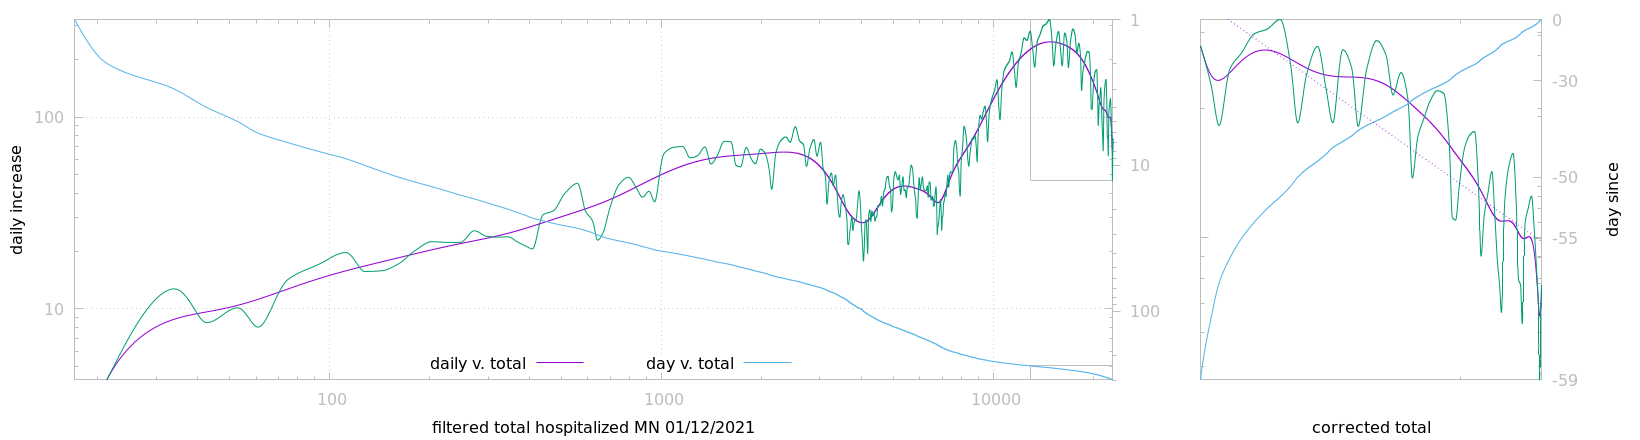 daily increase
100
10
100
1000
10000
1
10
100
daily v. total
day v. total
filtered total hospitalized MN 01/12/2021
0
-30
-50
-55
-59
day since
corrected total